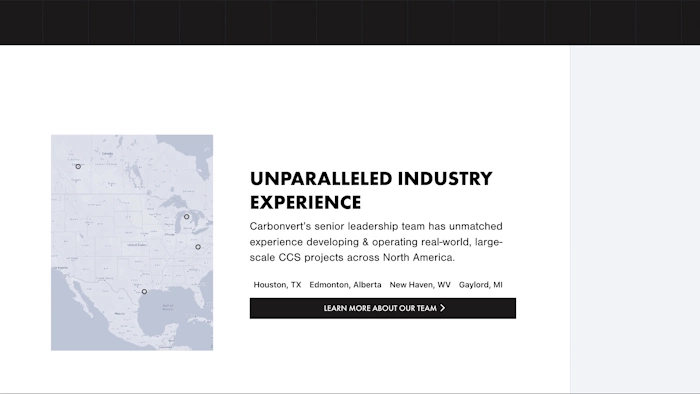 UNPARALLELED INDUSTRY
EXPERIENCE
Carbonvert's senior leadership team has unmatched
experience developing & operating real-world, large-
scale CCS projects across North America.
Houston, TX Edmonton, Alberta New Haven, WV Gaylord, MI
LEARN MORE ABOUT OUR TEAM